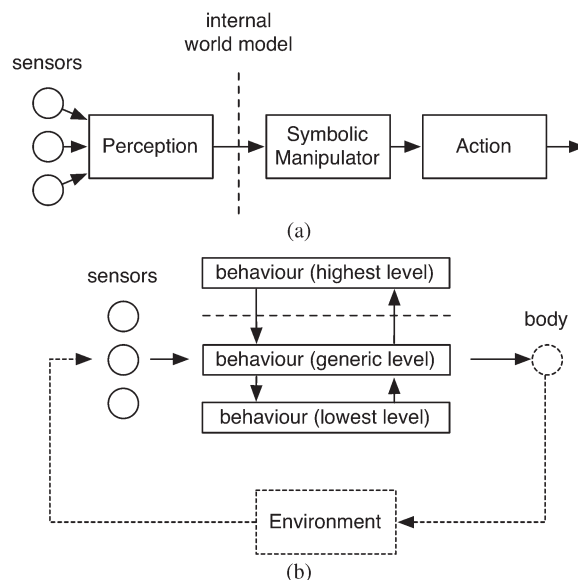 internal
world model
sensors
Perception
Symbolic
Manipulator
Action
(a)
sensors
behaviour (highest level)
body
behaviour (generic level)
behaviour (lowest level)
Environment
(b)